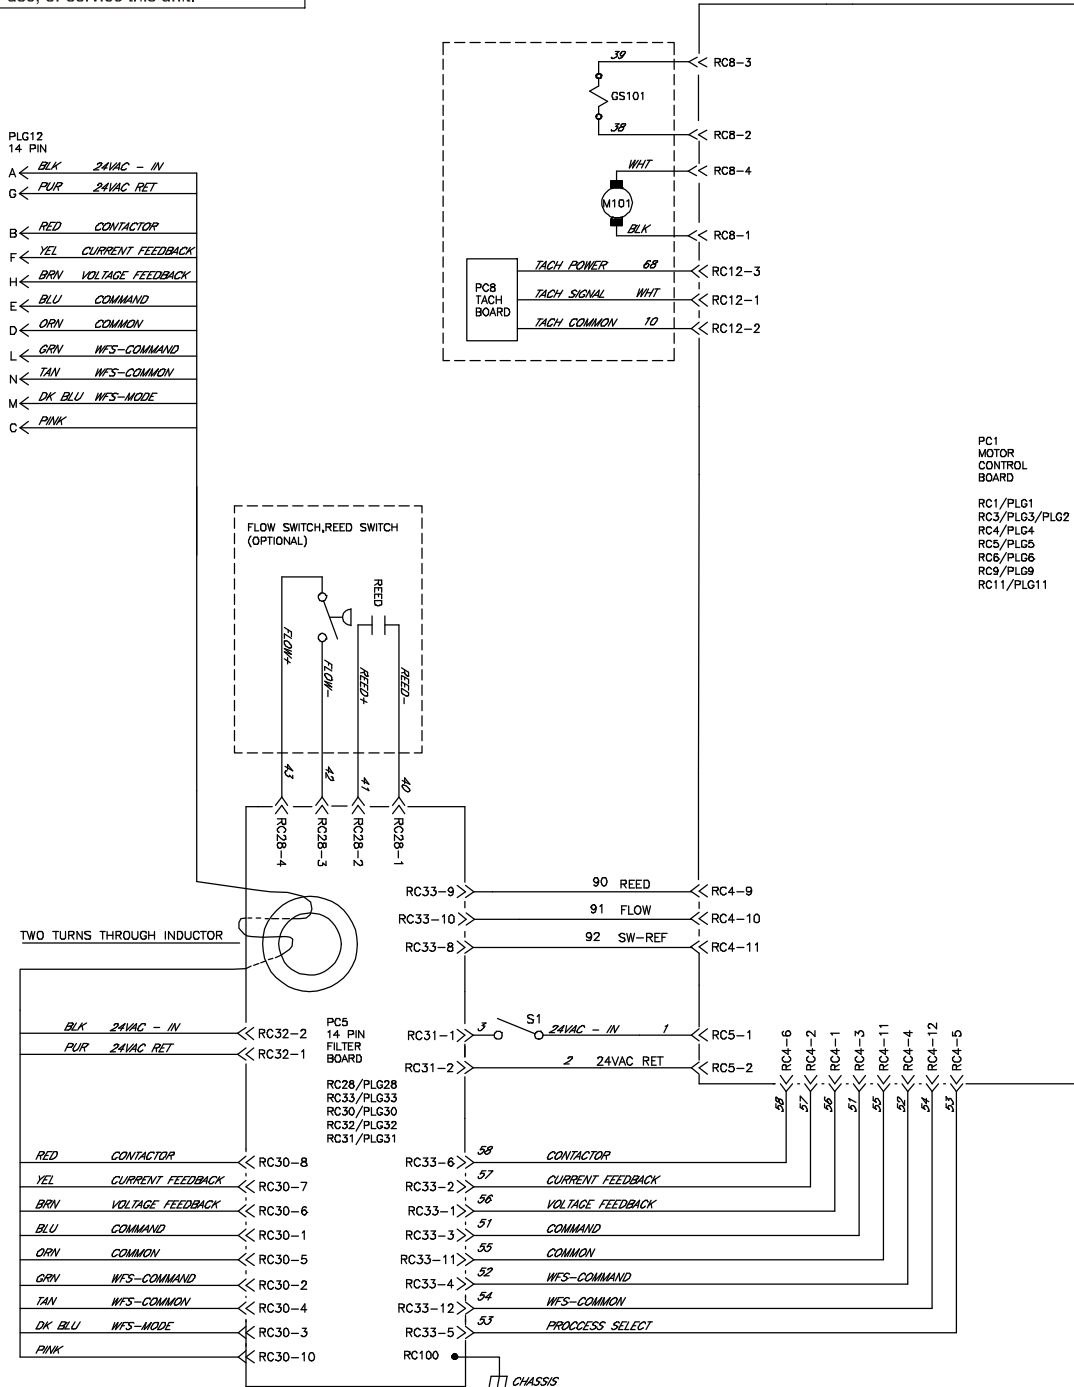 use, or service this unit.
PLG12
14 PIN
A BLK 24VAC - IN
G PUR 24VAC RET
B RED CONTACTOR
F YEL CURRENT FEEDBACK
H BRN VOLTAGE FEEDBACK
E BLU COMMAND
D ORN COMMON
L GRN WFS-COMMAND
N TAN WFS-COMMON
M DK BLU WFS-MODE
C PINK
39 RC8-3
GS101
38 RC8-2
WHT RC8-4
M101
BLK RC8-1
PC8
TACH
BOARD
TACH POWER 68 RC12-3
TACH SIGNAL WHT RC12-1
TACH COMMON 10 RC12-2
PC1
MOTOR
CONTROL
BOARD
RC1/PLG1
RC3/PLG3/PLG2
RC4/PLG4
RC5/PLG5
RC6/PLG6
RC9/PLG9
RC11/PLG11
FLOW SWITCH,REED SWITCH
(OPTIONAL)
REED
FLOW+
FLOW-
REED+
REED-
43
42
41
40
RC28-4
RC28-3
RC28-2
RC28-1
RC33-9 90 REED RC4-9
RC33-10 91 FLOW RC4-10
RC33-8 92 SW-REF RC4-11
TWO TURNS THROUGH INDUCTOR
BLK 24VAC - IN RC32-2
PUR 24VAC RET RC32-1
PC5
14 PIN
FILTER
BOARD
RC28/PLG28
RC33/PLG33
RC30/PLG30
RC32/PLG32
RC31/PLG31
RC31-1 3 S1 24VAC - IN 1 RC5-1
RC31-2 2 24VAC RET RC5-2
RC4-6
RC4-2
RC4-1
RC4-3
RC4-11
RC4-4
RC4-12
RC4-5
58
57
56
51
55
52
54
53
RED CONTACTOR RC30-8
YEL CURRENT FEEDBACK RC30-7
BRN VOLTAGE FEEDBACK RC30-6
BLU COMMAND RC30-1
ORN COMMON RC30-5
GRN WFS-COMMAND RC30-2
TAN WFS-COMMON RC30-4
DK BLU WFS-MODE RC30-3
PINK RC30-10
RC33-6 58 CONTACTOR
RC33-2 57 CURRENT FEEDBACK
RC33-1 56 VOLTAGE FEEDBACK
RC33-3 51 COMMAND
RC33-11 55 COMMON
RC33-4 52 WFS-COMMAND
RC33-12 54 WFS-COMMON
RC33-5 53 PROCCESS SELECT
RC100
CHASSIS